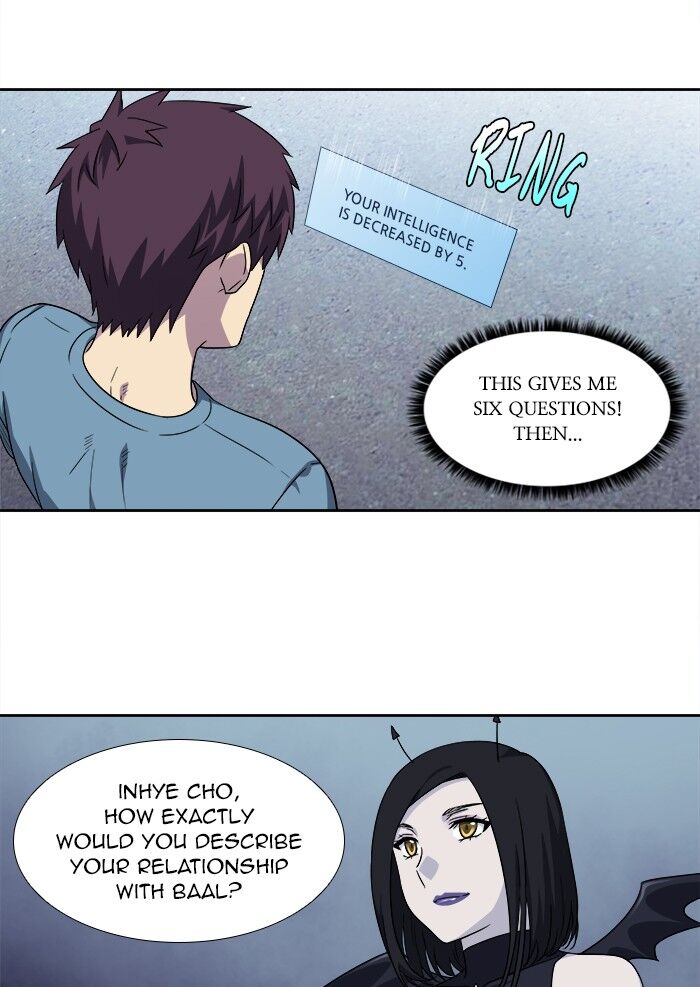 RING
YOUR INTELLIGENCE
IS DECREASED BY 5.
THIS GIVES ME
SIX QUESTIONS!
THEN...
INHYE CHO,
HOW EXACTLY
WOULD YOU DESCRIBE
YOUR RELATIONSHIP
WITH BAAL?